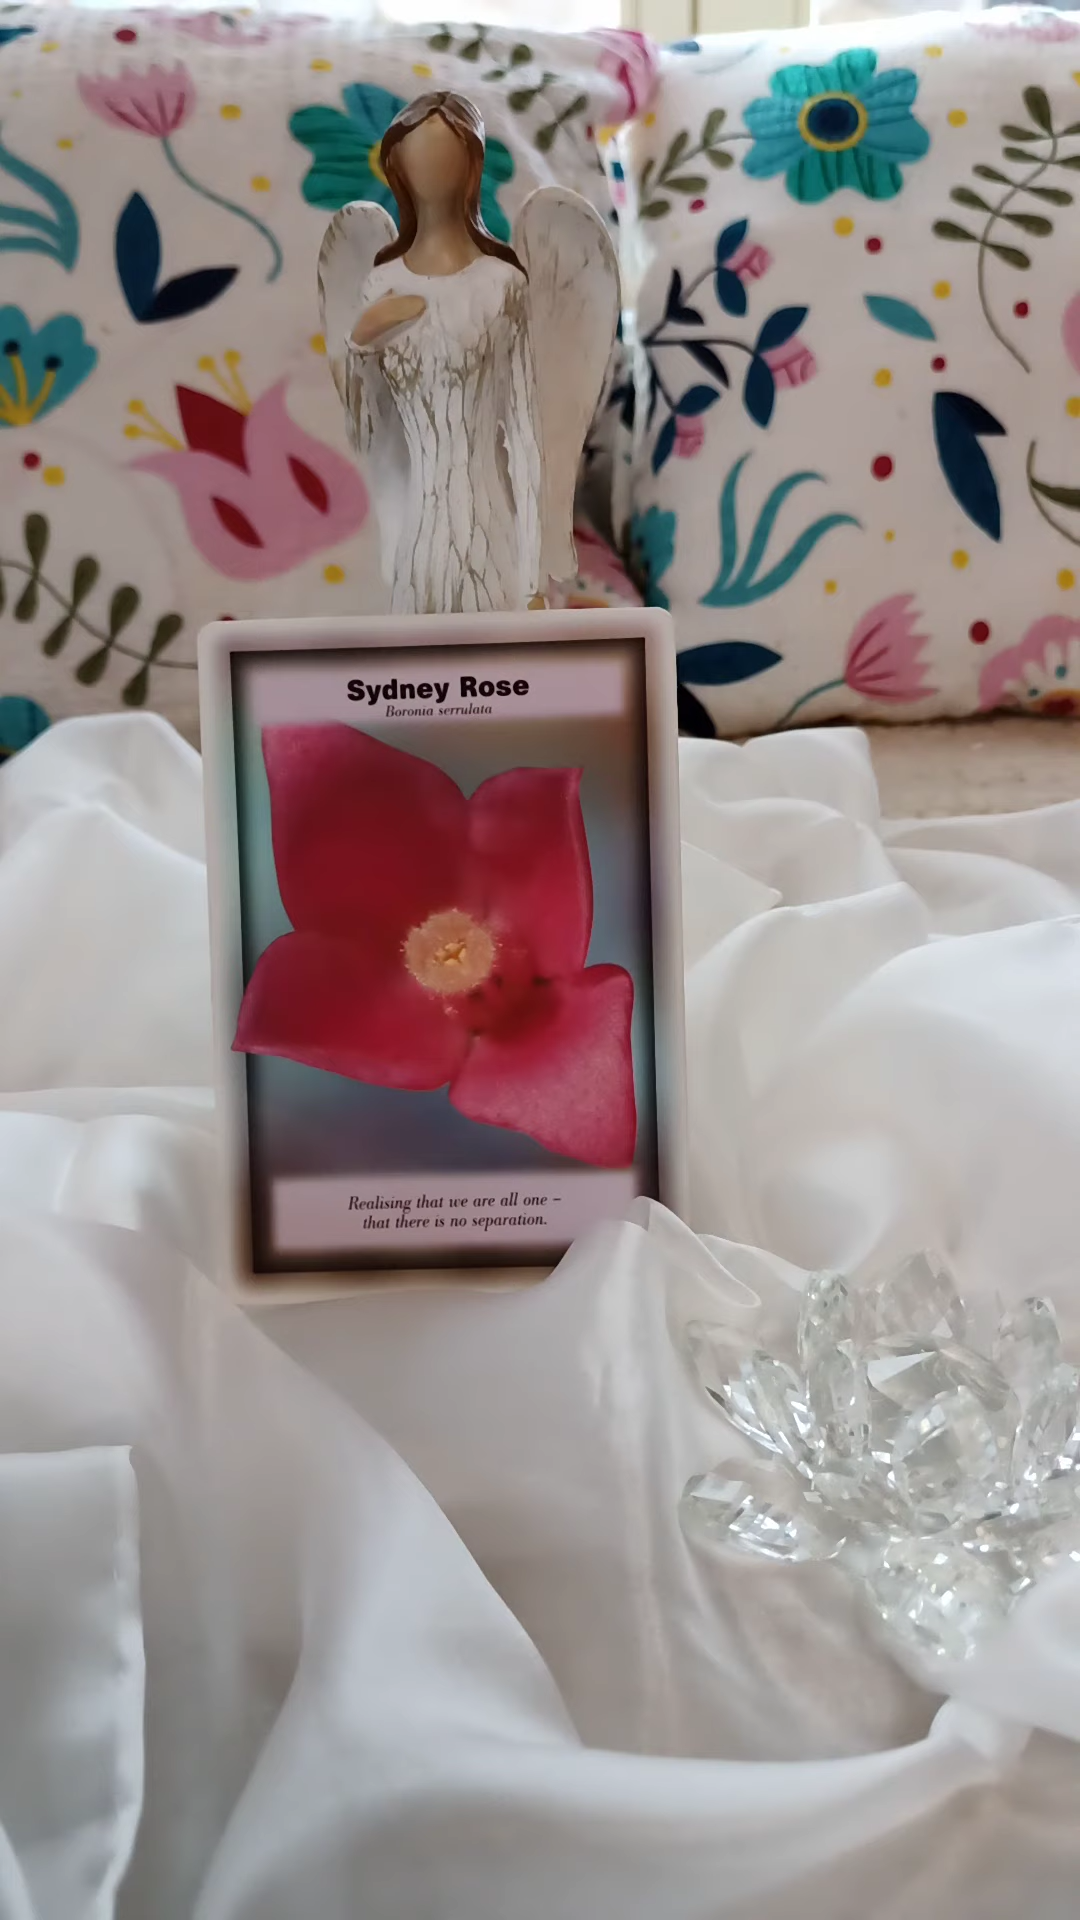 Sydney Rose
Boronia serrulata
Realising that we are all one –
that there is no separation.